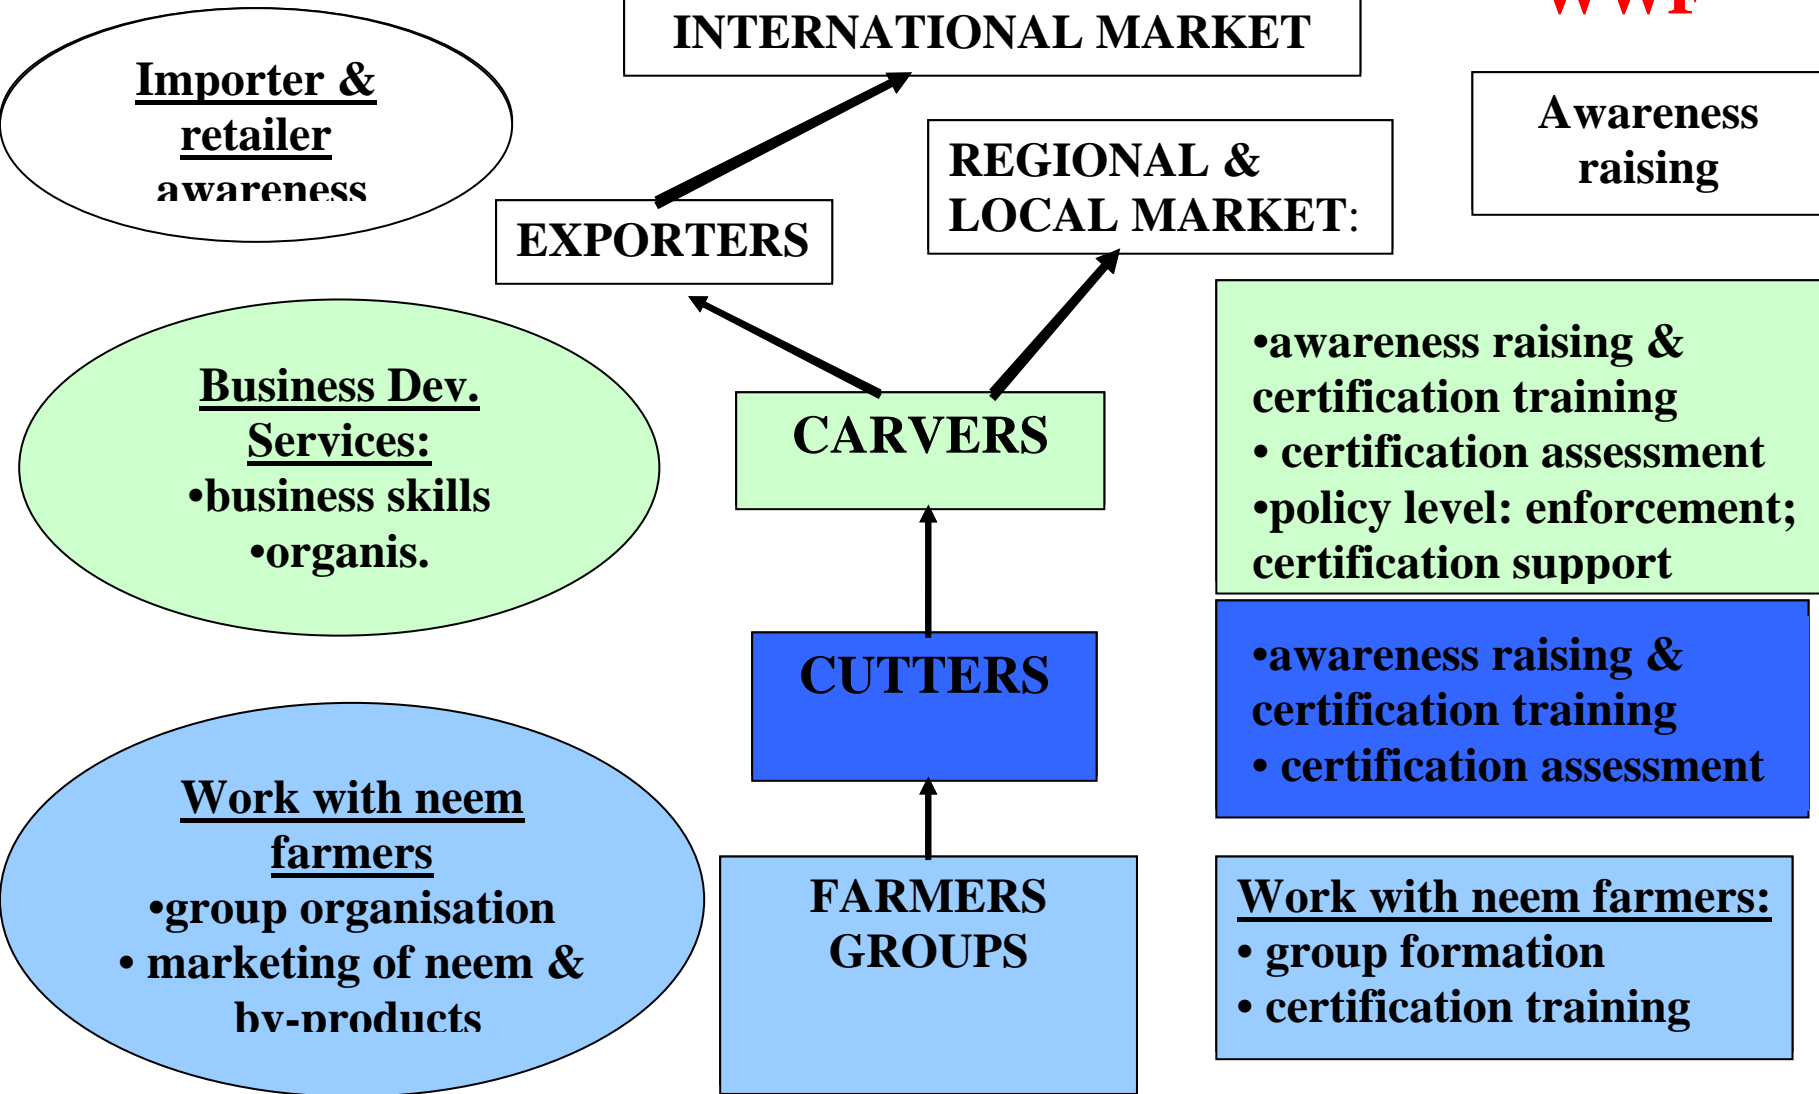 INTERNATIONAL MARKET
WWF
Importer &
retailer
awareness
Awareness
raising
REGIONAL &
LOCAL MARKET:
EXPORTERS
Business Dev.
Services:
•business skills
•organis.
CARVERS
•awareness raising &
certification training
• certification assessment
•policy level: enforcement;
certification support
CUTTERS
•awareness raising &
certification training
• certification assessment
Work with neem
farmers
•group organisation
• marketing of neem &
by-products
FARMERS
GROUPS
Work with neem farmers:
• group formation
• certification training